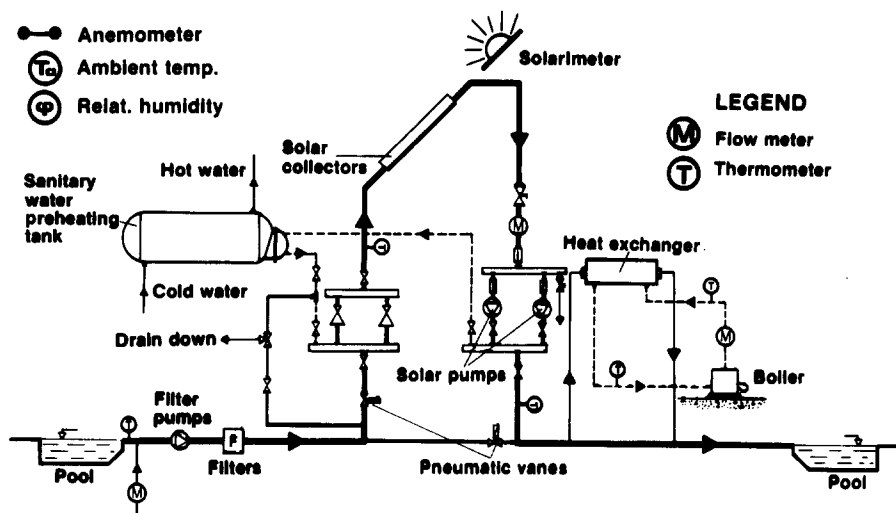 Anemometer
Ta Ambient temp.
φ Relat. humidity
Solarimeter
LEGEND
M Flow meter
T Thermometer
Solar
collectors
Hot water
Sanitary
water
preheating
tank
Cold water
T
M
Heat exchanger
T
M
Drain down
Solar pumps
T
Boiler
Filter
pumps
T
T
F
Filters
Pneumatic vanes
Pool
M
Pool